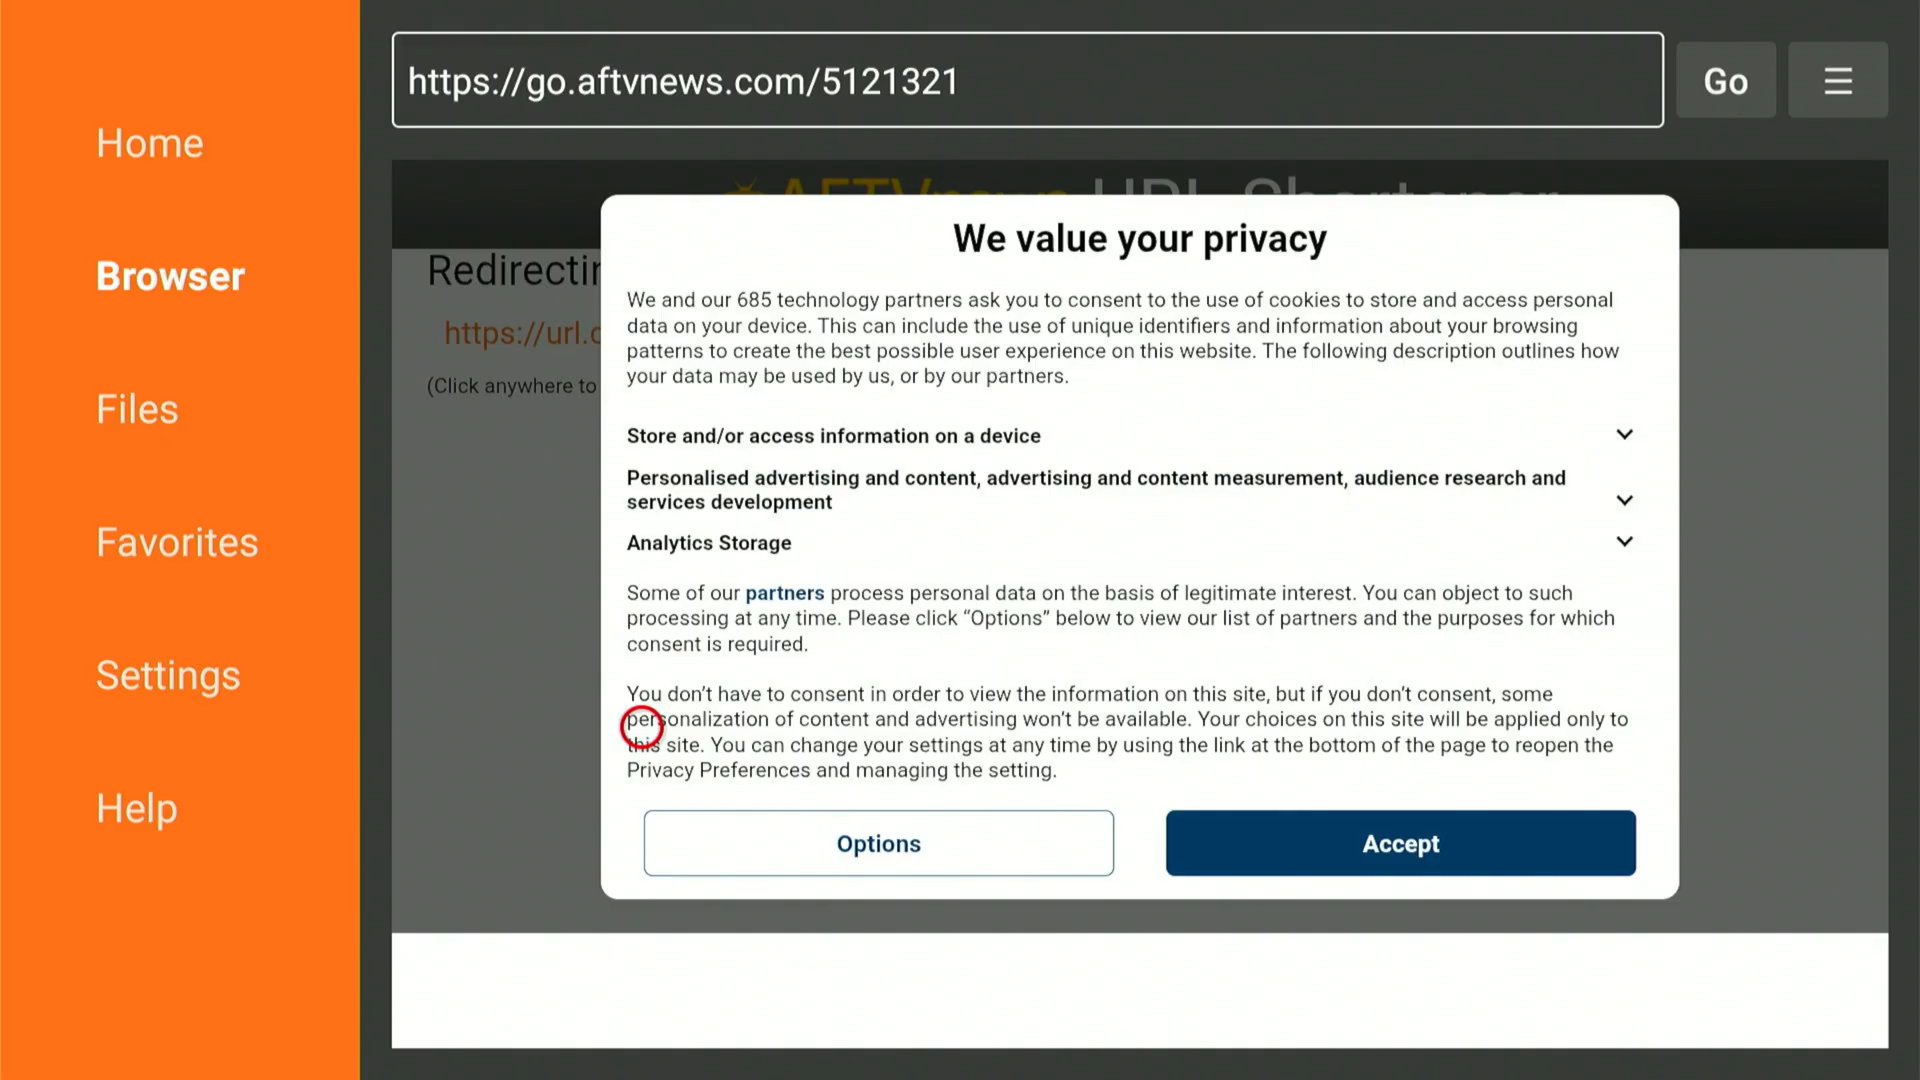 https://go.aftvnews.com/5121321
Go
Home
Browser
Files
Favorites
Settings
Help
AFTVnews URL Shortener
Redirectin
https://url.c
(Click anywhere to
We value your privacy
We and our 685 technology partners ask you to consent to the use of cookies to store and access personal
data on your device. This can include the use of unique identifiers and information about your browsing
patterns to create the best possible user experience on this website. The following description outlines how
your data may be used by us, or by our partners.
Store and/or access information on a device
Personalised advertising and content, advertising and content measurement, audience research and
services development
Analytics Storage
Some of our partners process personal data on the basis of legitimate interest. You can object to such
processing at any time. Please click “Options” below to view our list of partners and the purposes for which
consent is required.
You don’t have to consent in order to view the information on this site, but if you don’t consent, some
personalization of content and advertising won’t be available. Your choices on this site will be applied only to
this site. You can change your settings at any time by using the link at the bottom of the page to reopen the
Privacy Preferences and managing the setting.
Options
Accept